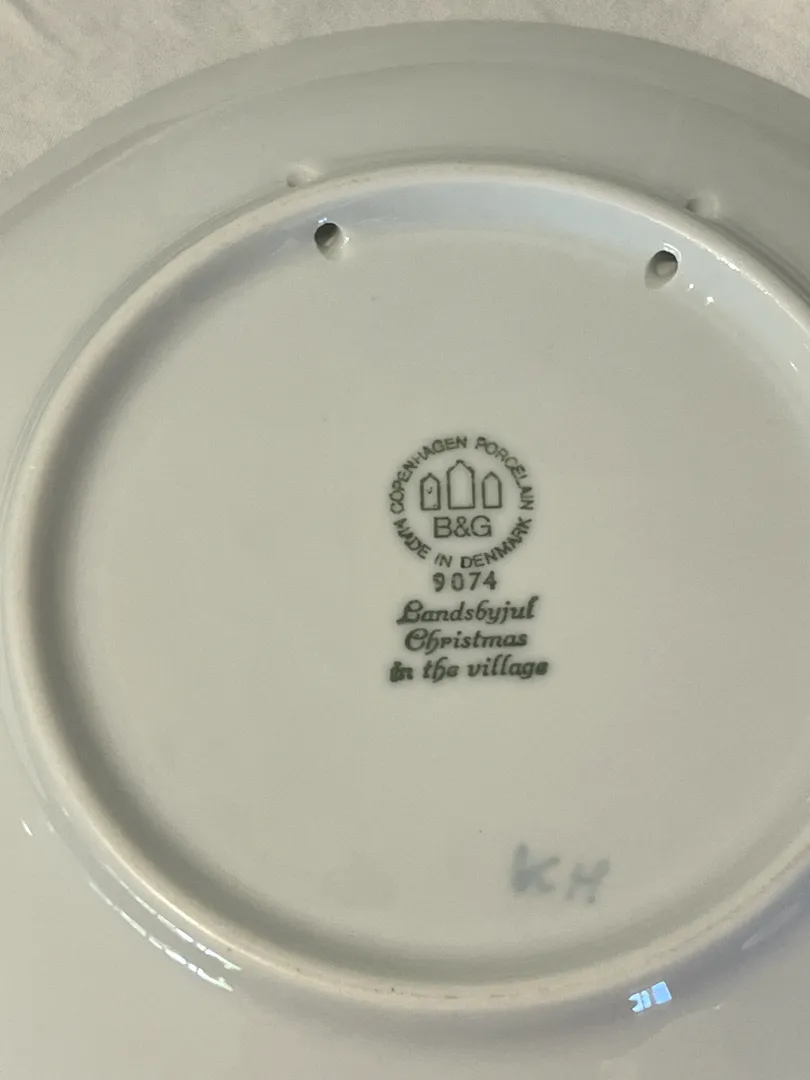 COPENHAGEN PORCELAIN
B&G
MADE IN DENMARK
9074
Landsbyjul
Christmas
in the village
KH